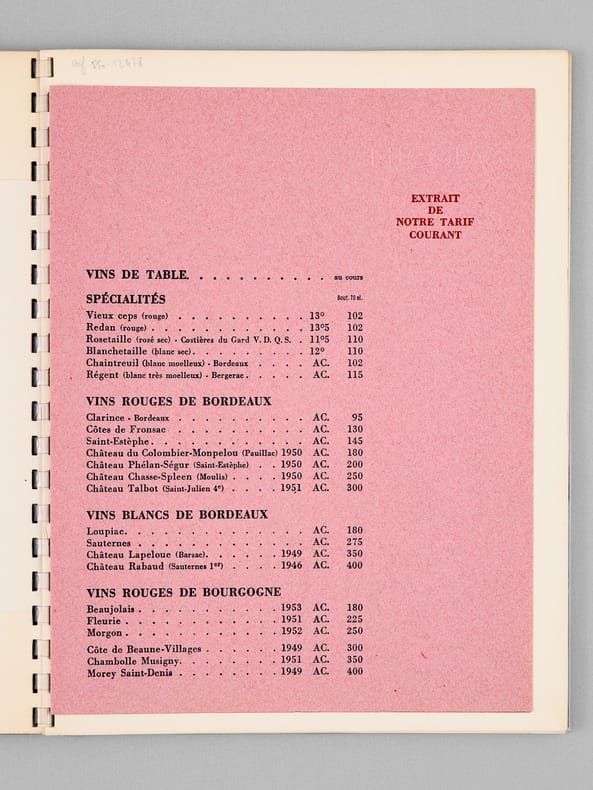 EXTRAIT
DE
NOTRE TARIF
COURANT
VINS DE TABLE. . . . . . . . . . . au cours
SPÉCIALITÉS Bout. 75 cl.
Vieux ceps (rouge) . . . . . . . . . . 13° 102
Redan (rouge) . . . . . . . . . . . . 13°5 102
Rosetaille (rosé sec) - Costières du Gard V. D. Q. S. . 11°5 110
Blanchetaille (blanc sec). . . . . . . . . 12° 110
Chaintreuil (blanc moelleux) - Bordeaux . . . . AC. 102
Régent (blanc très moelleux) - Bergerac . . . . . AC. 115
VINS ROUGES DE BORDEAUX
Clarince - Bordeaux . . . . . . . . . . AC. 95
Côtes de Fronsac . . . . . . . . . . . AC. 130
Saint-Estèphe . . . . . . . . . . . . AC. 145
Château du Colombier-Monpelou (Pauillac) 1950 AC. 180
Château Phélan-Ségur (Saint-Estèphe) . . 1950 AC. 200
Château Chasse-Spleen (Moulis) . . . . 1950 AC. 250
Château Talbot (Saint-Julien 4e) . . . . 1951 AC. 300
VINS BLANCS DE BORDEAUX
Loupiac. . . . . . . . . . . . . . AC. 180
Sauternes . . . . . . . . . . . . . AC. 275
Château Lapeloue (Barsac). . . . . . 1949 AC. 350
Château Rabaud (Sauternes 1er) . . . . 1946 AC. 400
VINS ROUGES DE BOURGOGNE
Beaujolais . . . . . . . . . . . . 1953 AC. 180
Fleurie . . . . . . . . . . . . . 1951 AC. 225
Morgon . . . . . . . . . . . . . 1952 AC. 250
Côte de Beaune-Villages . . . . . . 1949 AC. 300
Chambolle Musigny. . . . . . . . . 1951 AC. 350
Morey Saint-Denis . . . . . . . . . 1949 AC. 400